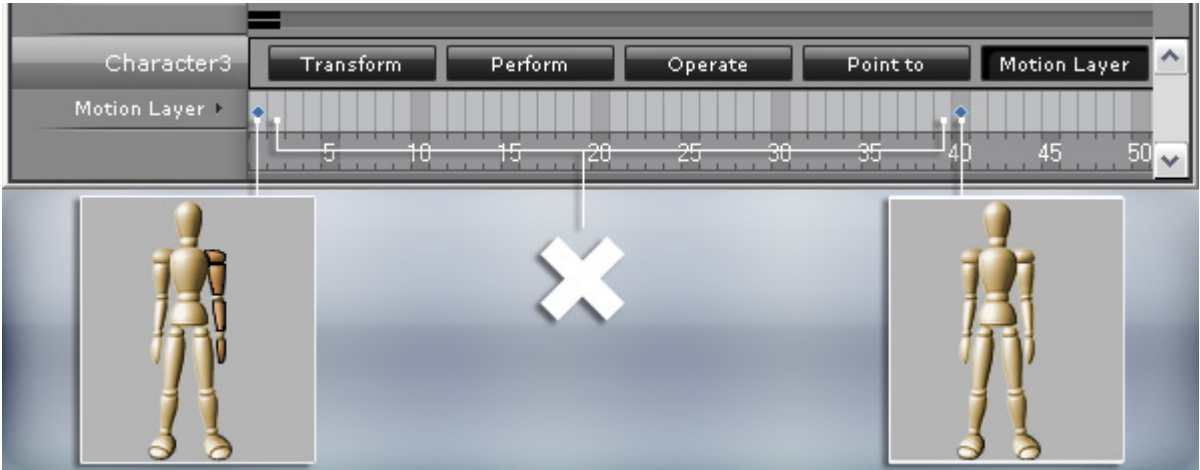 Character3 Transform Perform Operate Point to Motion Layer
Motion Layer
5 10 15 20 25 30 35 40 45 50